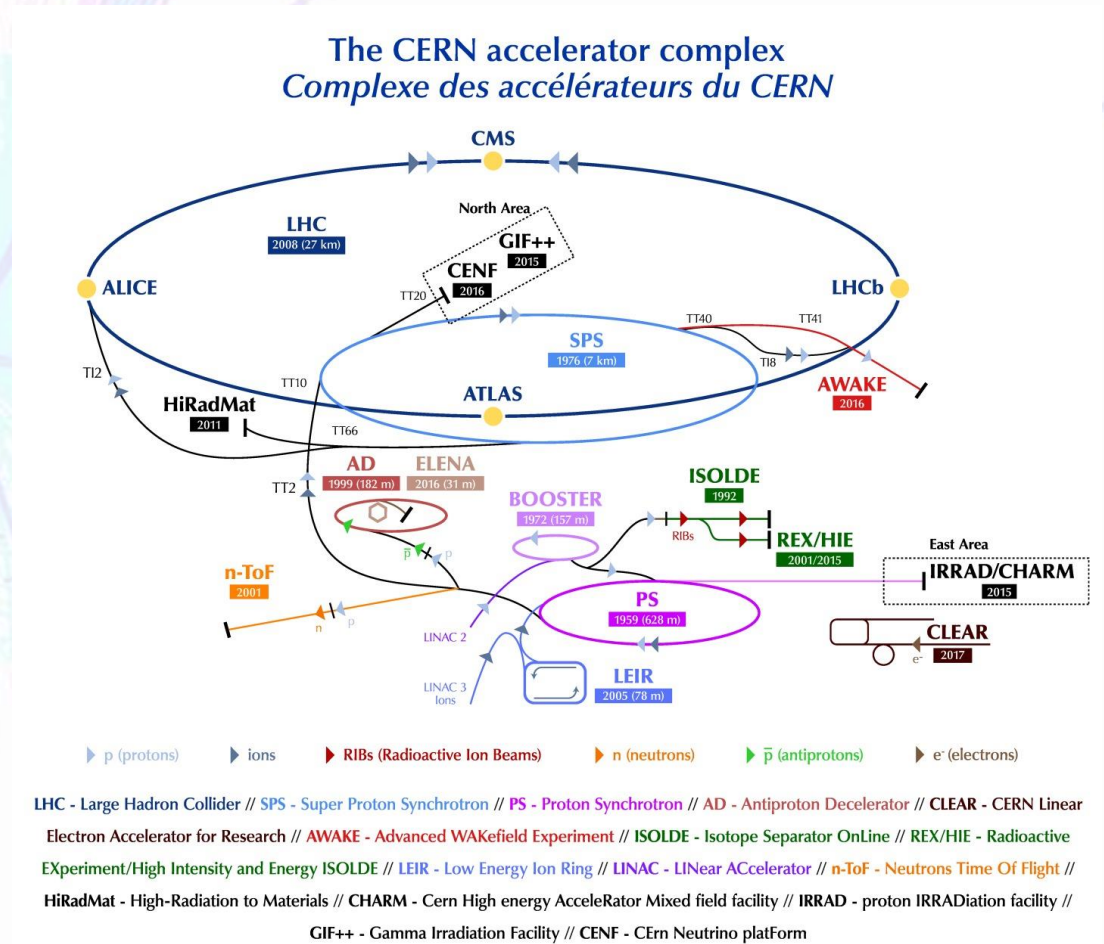 The CERN accelerator complex
Complexe des accélérateurs du CERN
CMS
LHC
2008 (27 km)
North Area
GIF++
2015
CENF
2016
TT20
ALICE
LHCb
TT40
TT41
SPS
1976 (7 km)
TI8
TI2
TT10
AWAKE
2016
HiRadMat
2011
ATLAS
TT66
AD
1999 (182 m)
ELENA
2016 (31 m)
TT2
BOOSTER
1972 (157 m)
ISOLDE
1992
RIBs
REX/HIE
2001/2015
p̅
p
East Area
IRRAD/CHARM
2015
n-ToF
2001
n
p
PS
1959 (628 m)
LINAC 2
CLEAR
2017
e-
LINAC 3
Ions
LEIR
2005 (78 m)
p (protons)
ions
RIBs (Radioactive Ion Beams)
n (neutrons)
p̅ (antiprotons)
e- (electrons)
LHC - Large Hadron Collider // SPS - Super Proton Synchrotron // PS - Proton Synchrotron // AD - Antiproton Decelerator // CLEAR - CERN Linear
Electron Accelerator for Research // AWAKE - Advanced WAKefield Experiment // ISOLDE - Isotope Separator OnLine // REX/HIE - Radioactive
EXperiment/High Intensity and Energy ISOLDE // LEIR - Low Energy Ion Ring // LINAC - LINear ACcelerator // n-ToF - Neutrons Time Of Flight //
HiRadMat - High-Radiation to Materials // CHARM - Cern High energy AcceleRator Mixed field facility // IRRAD - proton IRRADiation facility //
GIF++ - Gamma Irradiation Facility // CENF - CErn Neutrino platForm